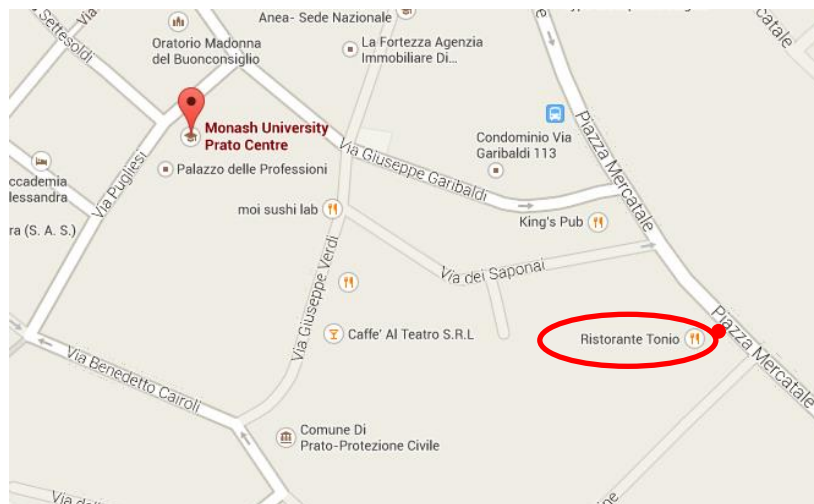 Anea- Sede Nazionale
Settesoldi
Via
Oratorio Madonna
del Buonconsiglio
La Fortezza Agenzia
Immobiliare Di...
Monash University
Prato Centre
Palazzo delle Professioni
Via Giuseppe Garibaldi
Condominio Via
Garibaldi 113
Piazza Mercatale
ccademia
lessandra
Via Pugliesi
moi sushi lab
King's Pub
ra (S. A. S.)
Via dei Saponai
Via Giuseppe Verdi
Caffe' Al Teatro S.R.L
Ristorante Tonio
Piazza Mercatale
Via Benedetto Cairoli
Comune Di
Prato-Protezione Civile